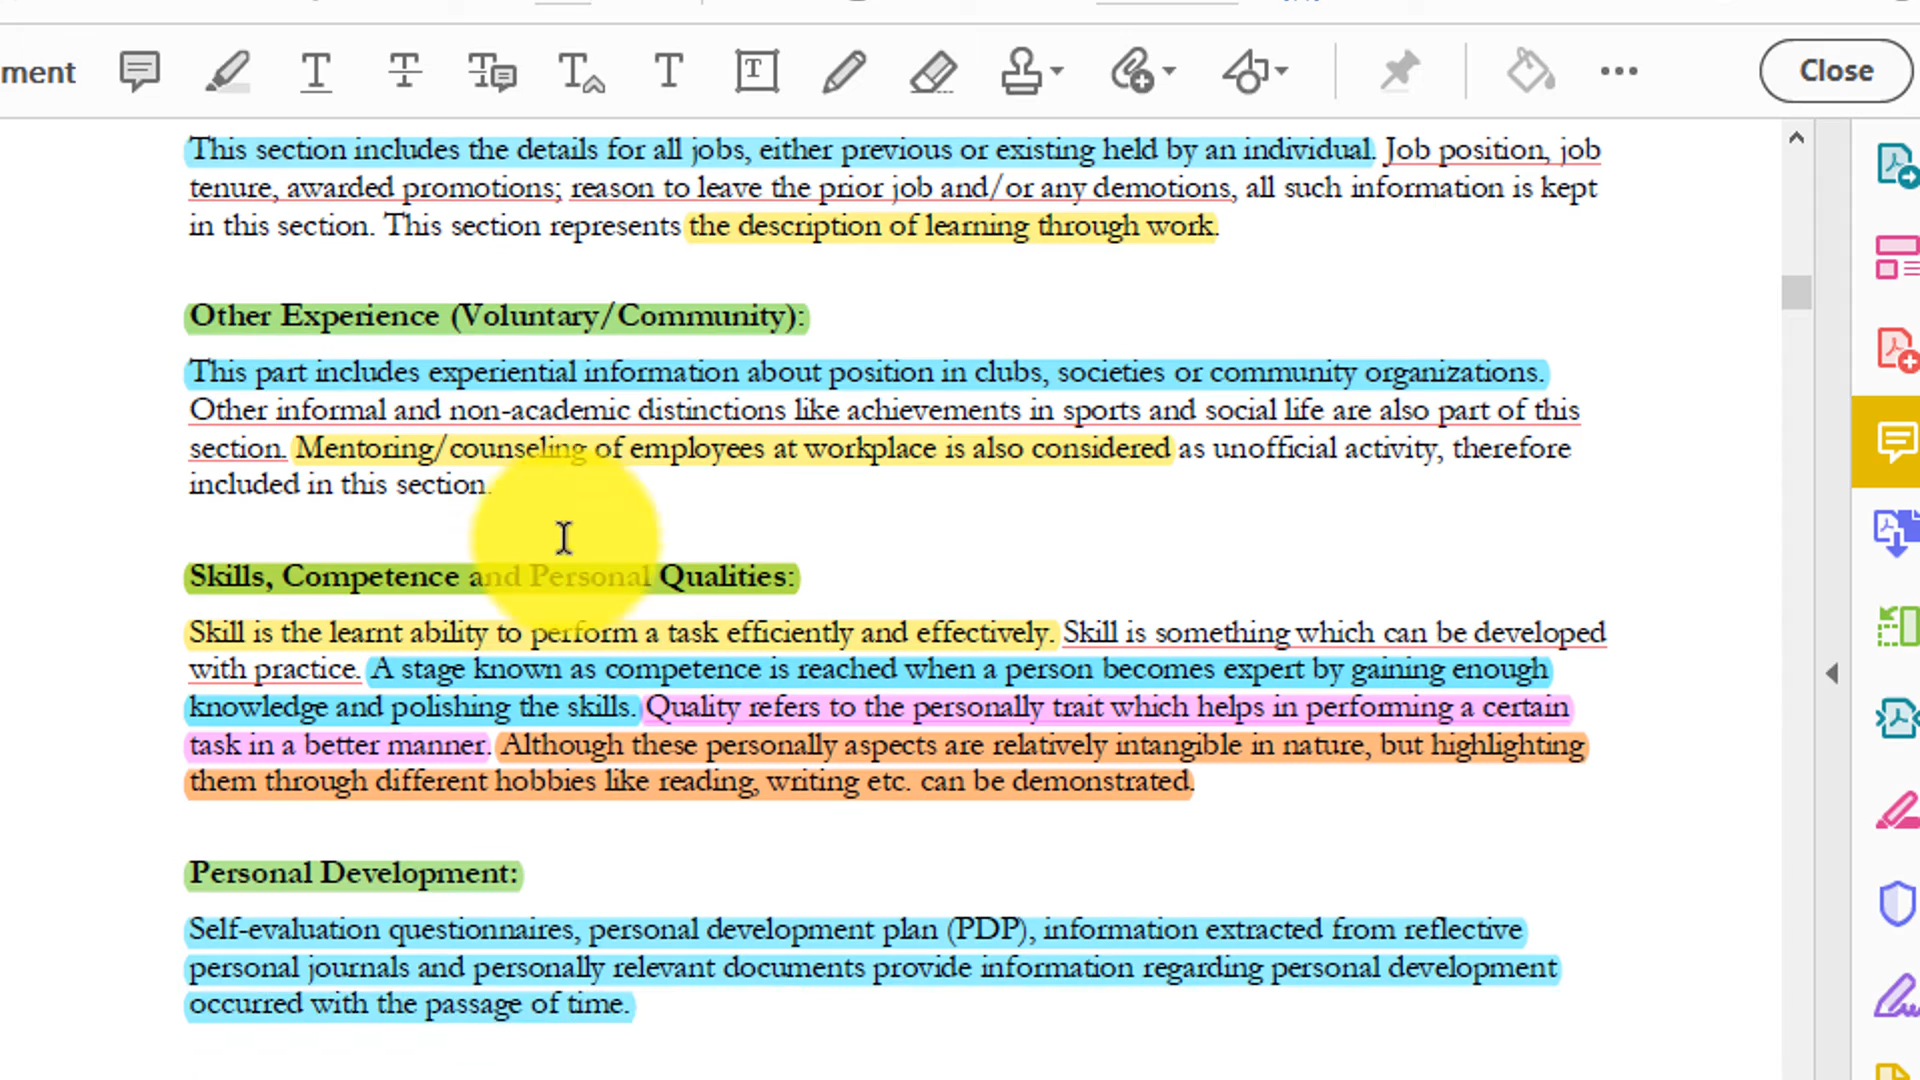 ment
Close
This section includes the details for all jobs, either previous or existing held by an individual. Job position, job
tenure, awarded promotions; reason to leave the prior job and/or any demotions, all such information is kept
in this section. This section represents the description of learning through work.
Other Experience (Voluntary/Community):
This part includes experiential information about position in clubs, societies or community organizations.
Other informal and non-academic distinctions like achievements in sports and social life are also part of this
section. Mentoring/counseling of employees at workplace is also considered as unofficial activity, therefore
included in this section.
Skills, Competence and Personal Qualities:
Skill is the learnt ability to perform a task efficiently and effectively. Skill is something which can be developed
with practice. A stage known as competence is reached when a person becomes expert by gaining enough
knowledge and polishing the skills. Quality refers to the personally trait which helps in performing a certain
task in a better manner. Although these personally aspects are relatively intangible in nature, but highlighting
them through different hobbies like reading, writing etc. can be demonstrated.
Personal Development:
Self-evaluation questionnaires, personal development plan (PDP), information extracted from reflective
personal journals and personally relevant documents provide information regarding personal development
occurred with the passage of time.